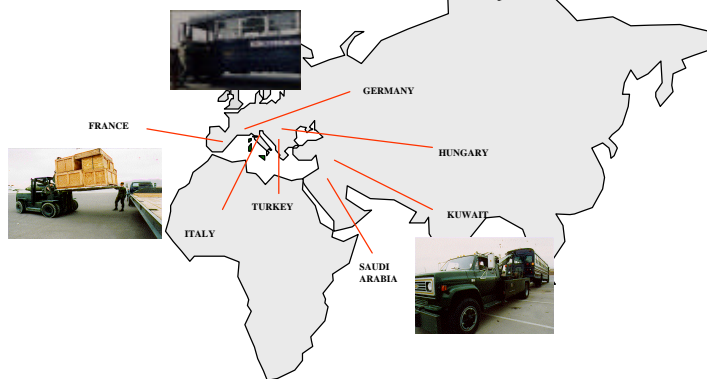 GERMANY
FRANCE
HUNGARY
TURKEY
KUWAIT
ITALY
SAUDI
ARABIA